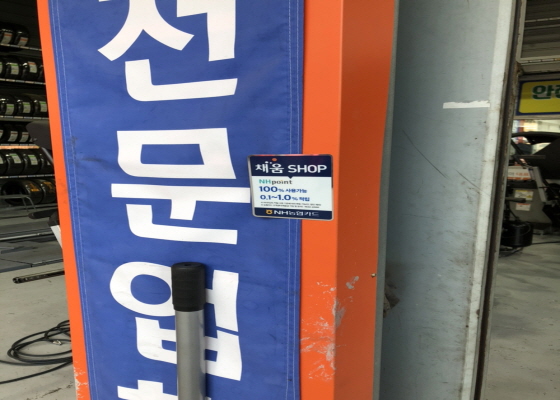 전문업
채움 SHOP
NHpoint
100% 사용가능
0.1~1.0% 적립
NH농협카드